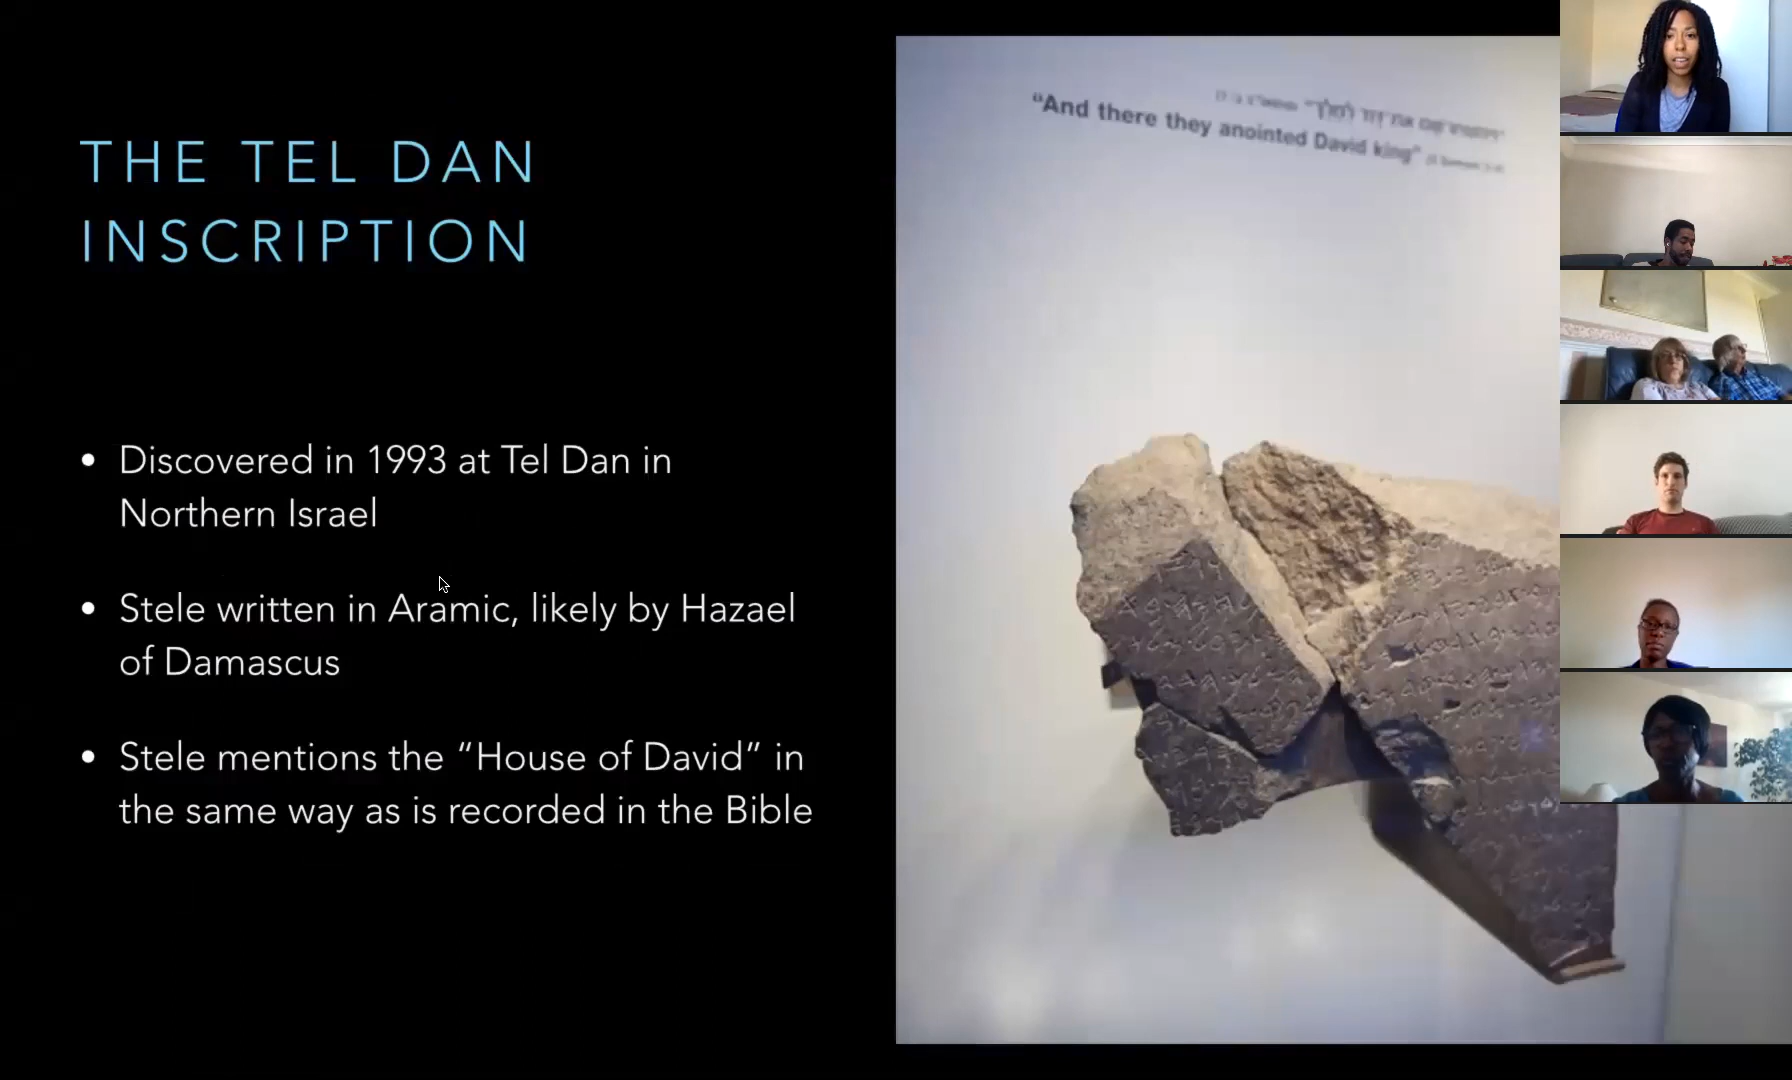 THE TEL DAN
INSCRIPTION
• Discovered in 1993 at Tel Dan in
Northern Israel
• Stele written in Aramic, likely by Hazael
of Damascus
• Stele mentions the “House of David” in
the same way as is recorded in the Bible
"And there they anointed David king"